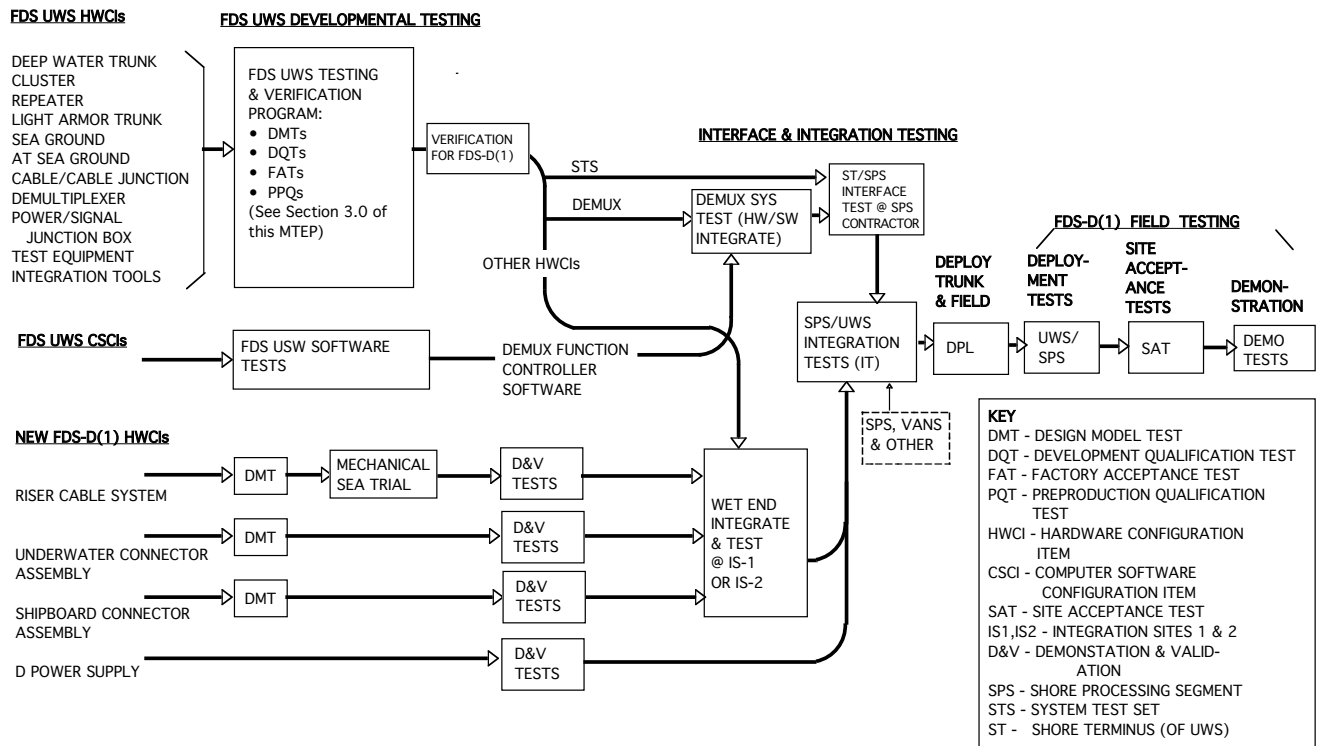 FDS UWS HWCIs
DEEP WATER TRUNK
CLUSTER
REPEATER
LIGHT ARMOR TRUNK
SEA GROUND
AT SEA GROUND
CABLE/CABLE JUNCTION
DEMULTIPLEXER
POWER/SIGNAL
JUNCTION BOX
TEST EQUIPMENT
INTEGRATION TOOLS
FDS UWS DEVELOPMENTAL TESTING
FDS UWS TESTING
& VERIFICATION
PROGRAM:
• DMTs
• DQTs
• FATs
• PPQs
(See Section 3.0 of
this MTEP)
VERIFICATION
FOR FDS-D(1)
STS
DEMUX
OTHER HWCIs
INTERFACE & INTEGRATION TESTING
DEMUX SYS
TEST (HW/SW
INTEGRATE)
ST/SPS
INTERFACE
TEST @ SPS
CONTRACTOR
FDS-D(1) FIELD TESTING
DEPLOY
TRUNK
& FIELD
DEPLOY-
MENT
TESTS
SITE
ACCEPT-
ANCE
TESTS
DEMON-
STRATION
SPS/UWS
INTEGRATION
TESTS (IT)
DPL
UWS/
SPS
SAT
DEMO
TESTS
SPS, VANS
& OTHER
FDS UWS CSCIs
FDS USW SOFTWARE
TESTS
DEMUX FUNCTION
CONTROLLER
SOFTWARE
NEW FDS-D(1) HWCIs
RISER CABLE SYSTEM
DMT
MECHANICAL
SEA TRIAL
D&V
TESTS
UNDERWATER CONNECTOR
ASSEMBLY
DMT
D&V
TESTS
SHIPBOARD CONNECTOR
ASSEMBLY
DMT
D&V
TESTS
D POWER SUPPLY
D&V
TESTS
WET END
INTEGRATE
& TEST
@ IS-1
OR IS-2
KEY
DMT - DESIGN MODEL TEST
DQT - DEVELOPMENT QUALIFICATION TEST
FAT - FACTORY ACCEPTANCE TEST
PQT - PREPRODUCTION QUALIFICATION
TEST
HWCI - HARDWARE CONFIGURATION
ITEM
CSCI - COMPUTER SOFTWARE
CONFIGURATION ITEM
SAT - SITE ACCEPTANCE TEST
IS1,IS2 - INTEGRATION SITES 1 & 2
D&V - DEMONSTATION & VALID-
ATION
SPS - SHORE PROCESSING SEGMENT
STS - SYSTEM TEST SET
ST - SHORE TERMINUS (OF UWS)